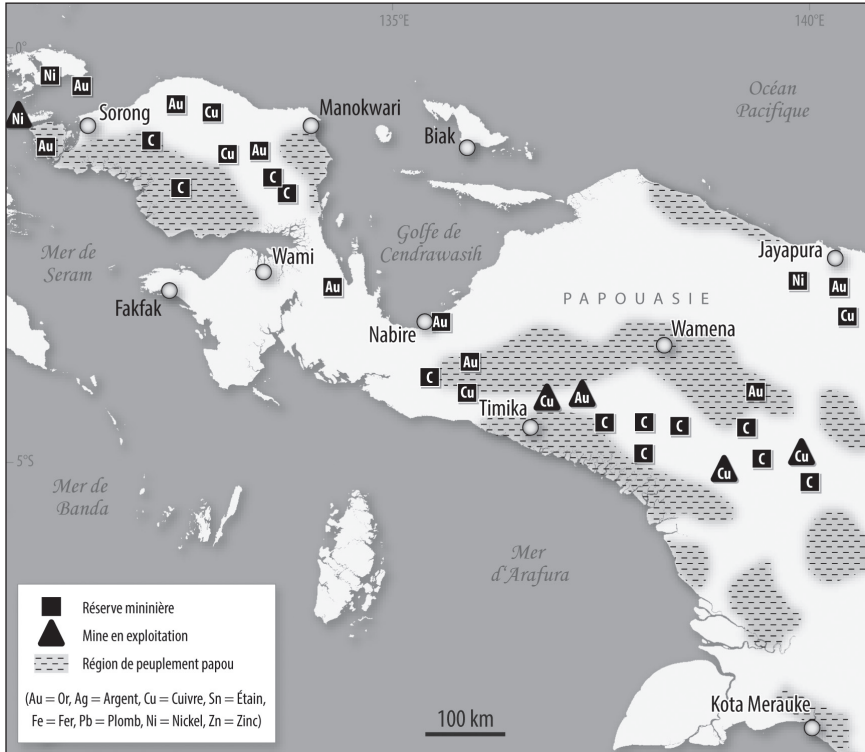 135°E
140°E
0°
Océan
Pacifique
Ni
Au
Au
Cu
Ni
Sorong
Manokwari
Biak
Au
C
Cu
Au
C
C
C
Golfe de
Cendrawasih
Mer de
Seram
Wami
Fakfak
Au
Jayapura
Ni
Au
Cu
PAPOUASIE
Nabire
Au
Wamena
Au
C
Cu
Timika
Cu
Au
Au
C
C
C
C
C
Cu
C
Cu
C
5°S
Mer de
Banda
Mer
d'Arafura
Réserve mininière
Mine en exploitation
Région de peuplement papou
(Au = Or, Ag = Argent, Cu = Cuivre, Sn = Étain,
Fe = Fer, Pb = Plomb, Ni = Nickel, Zn = Zinc)
100 km
Kota Merauke